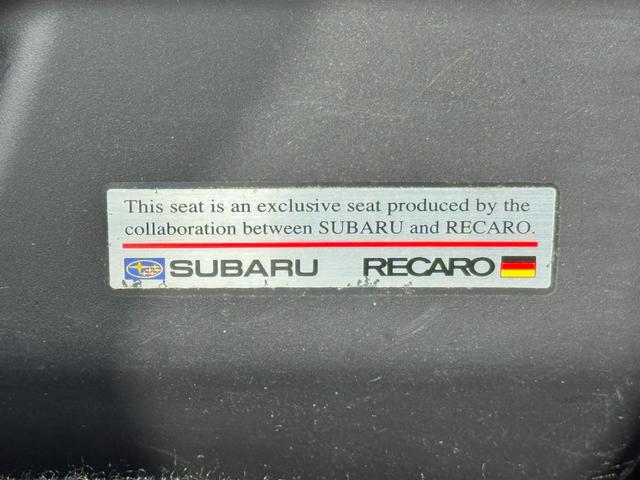 This seat is an exclusive seat produced by the
collaboration between SUBARU and RECARO.
SUBARU RECARO